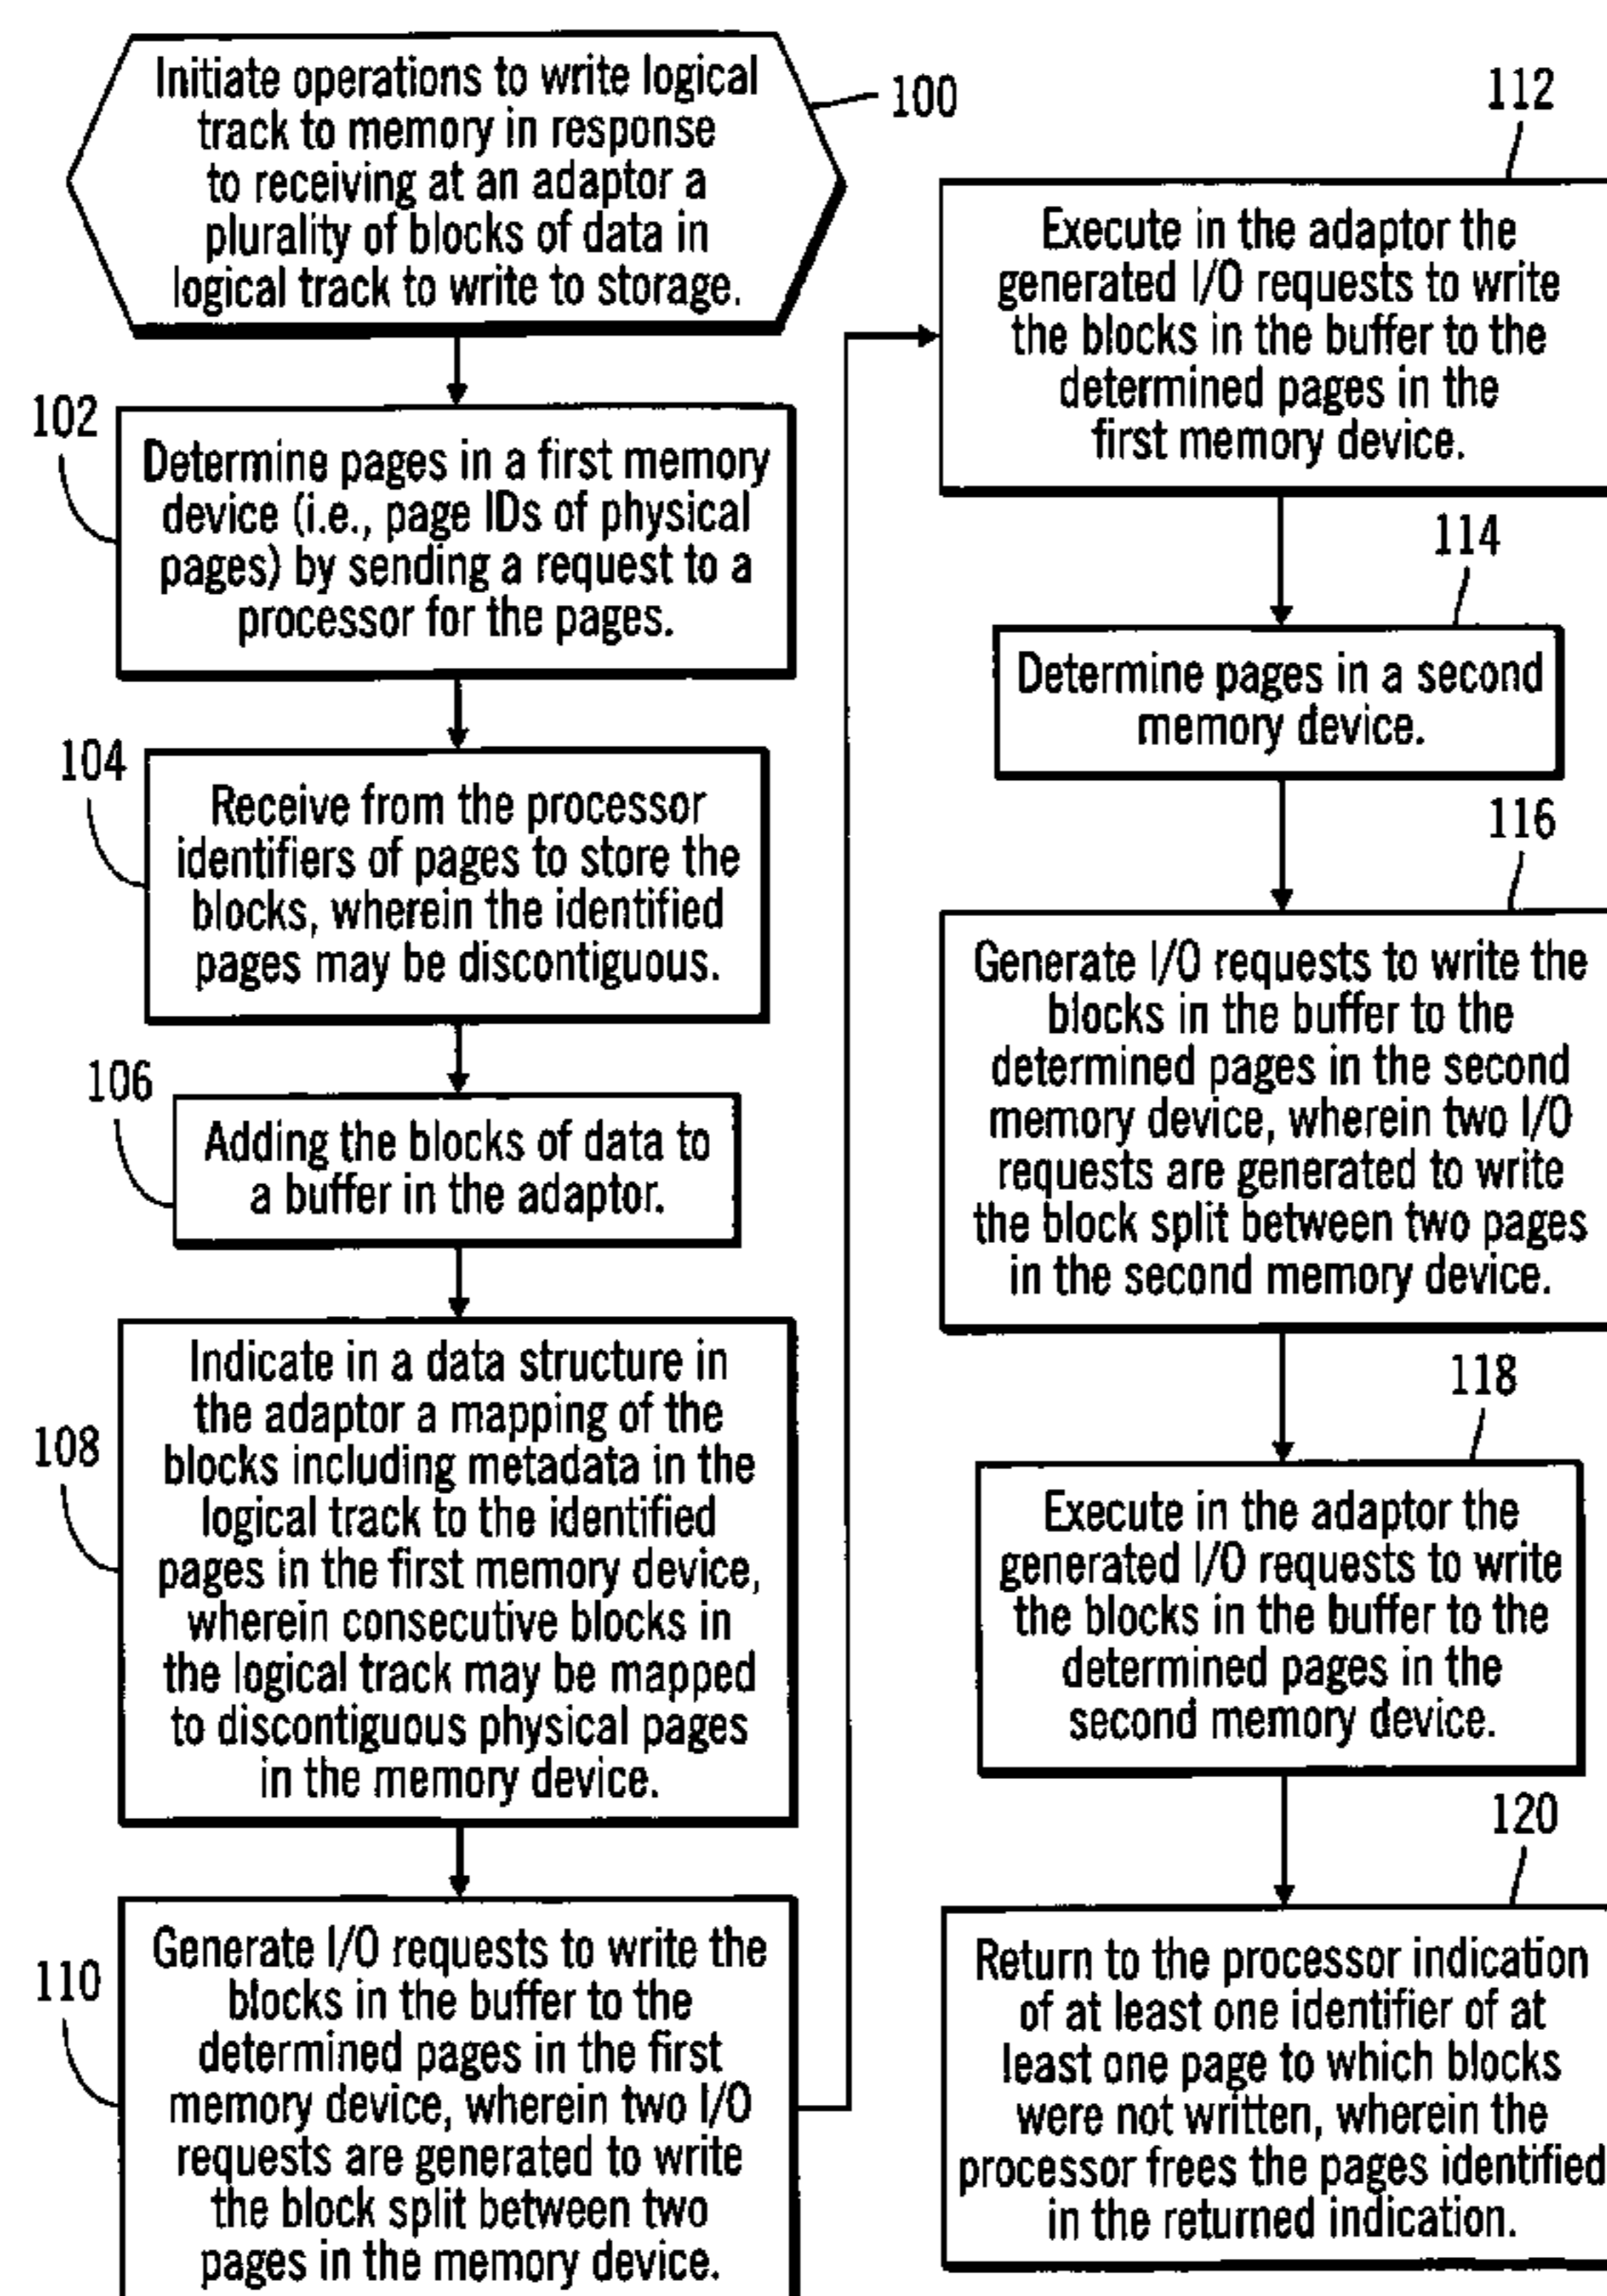 Initiate operations to write logical
track to memory in response
to receiving at an adaptor a
plurality of blocks of data in
logical track to write to storage.
100
102
Determine pages in a first memory
device (i.e., page IDs of physical
pages) by sending a request to a
processor for the pages.
104
Receive from the processor
identifiers of pages to store the
blocks, wherein the identified
pages may be discontiguous.
106
Adding the blocks of data to
a buffer in the adaptor.
108
Indicate in a data structure in
the adaptor a mapping of the
blocks including metadata in the
logical track to the identified
pages in the first memory device,
wherein consecutive blocks in
the logical track may be mapped
to discontiguous physical pages
in the memory device.
110
Generate I/O requests to write the
blocks in the buffer to the
determined pages in the first
memory device, wherein two I/O
requests are generated to write
the block split between two
pages in the memory device.
112
Execute in the adaptor the
generated I/O requests to write
the blocks in the buffer to the
determined pages in the
first memory device.
114
Determine pages in a second
memory device.
116
Generate I/O requests to write the
blocks in the buffer to the
determined pages in the second
memory device, wherein two I/O
requests are generated to write
the block split between two pages
in the second memory device.
118
Execute in the adaptor the
generated I/O requests to write
the blocks in the buffer to the
determined pages in the
second memory device.
120
Return to the processor indication
of at least one identifier of at
least one page to which blocks
were not written, wherein the
processor frees the pages identified
in the returned indication.